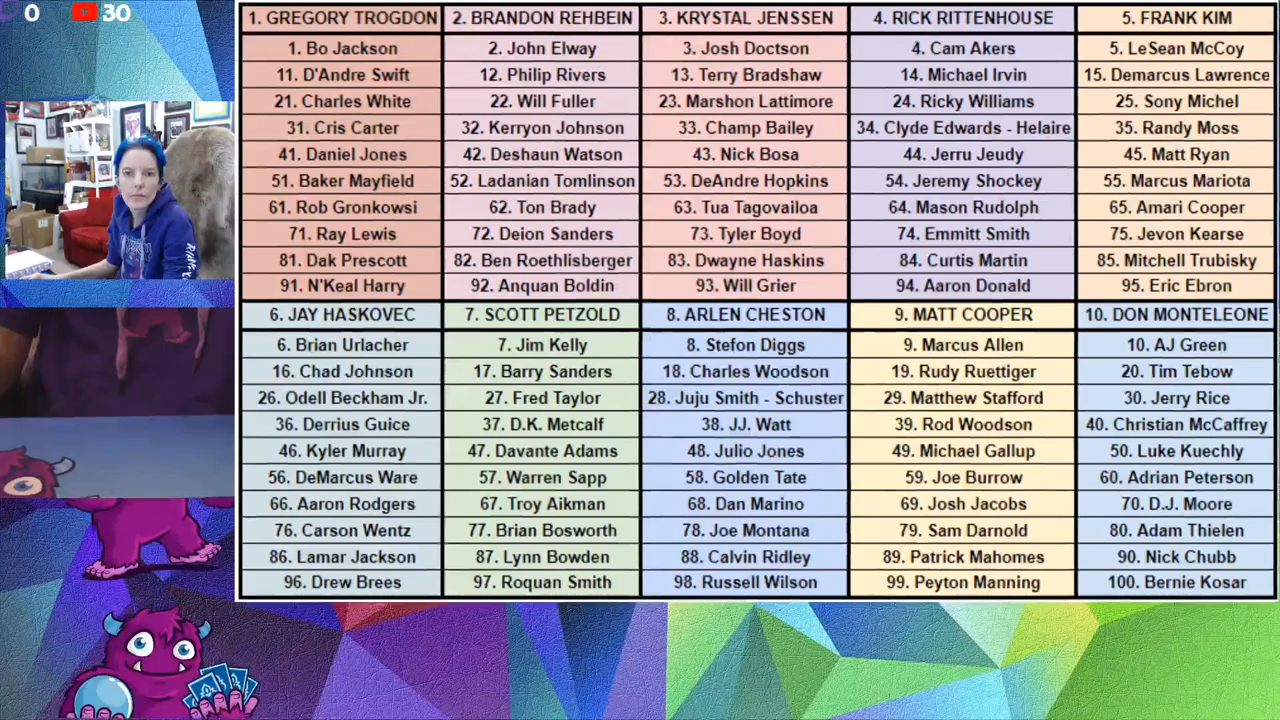 0 30
1. GREGORY TROGDON 2. BRANDON REHBEIN 3. KRYSTAL JENSSEN 4. RICK RITTENHOUSE 5. FRANK KIM
1. Bo Jackson 2. John Elway 3. Josh Doctson 4. Cam Akers 5. LeSean McCoy
11. D'Andre Swift 12. Philip Rivers 13. Terry Bradshaw 14. Michael Irvin 15. Demarcus Lawrence
21. Charles White 22. Will Fuller 23. Marshon Lattimore 24. Ricky Williams 25. Sony Michel
31. Cris Carter 32. Kerryon Johnson 33. Champ Bailey 34. Clyde Edwards - Helaire 35. Randy Moss
41. Daniel Jones 42. Deshaun Watson 43. Nick Bosa 44. Jerru Jeudy 45. Matt Ryan
51. Baker Mayfield 52. Ladanian Tomlinson 53. DeAndre Hopkins 54. Jeremy Shockey 55. Marcus Mariota
61. Rob Gronkowsi 62. Ton Brady 63. Tua Tagovailoa 64. Mason Rudolph 65. Amari Cooper
71. Ray Lewis 72. Deion Sanders 73. Tyler Boyd 74. Emmitt Smith 75. Jevon Kearse
81. Dak Prescott 82. Ben Roethlisberger 83. Dwayne Haskins 84. Curtis Martin 85. Mitchell Trubisky
91. N'Keal Harry 92. Anquan Boldin 93. Will Grier 94. Aaron Donald 95. Eric Ebron
6. JAY HASKOVEC 7. SCOTT PETZOLD 8. ARLEN CHESTON 9. MATT COOPER 10. DON MONTELEONE
6. Brian Urlacher 7. Jim Kelly 8. Stefon Diggs 9. Marcus Allen 10. AJ Green
16. Chad Johnson 17. Barry Sanders 18. Charles Woodson 19. Rudy Ruettiger 20. Tim Tebow
26. Odell Beckham Jr. 27. Fred Taylor 28. Juju Smith - Schuster 29. Matthew Stafford 30. Jerry Rice
36. Derrius Guice 37. D.K. Metcalf 38. JJ. Watt 39. Rod Woodson 40. Christian McCaffrey
46. Kyler Murray 47. Davante Adams 48. Julio Jones 49. Michael Gallup 50. Luke Kuechly
56. DeMarcus Ware 57. Warren Sapp 58. Golden Tate 59. Joe Burrow 60. Adrian Peterson
66. Aaron Rodgers 67. Troy Aikman 68. Dan Marino 69. Josh Jacobs 70. D.J. Moore
76. Carson Wentz 77. Brian Bosworth 78. Joe Montana 79. Sam Darnold 80. Adam Thielen
86. Lamar Jackson 87. Lynn Bowden 88. Calvin Ridley 89. Patrick Mahomes 90. Nick Chubb
96. Drew Brees 97. Roquan Smith 98. Russell Wilson 99. Peyton Manning 100. Bernie Kosar